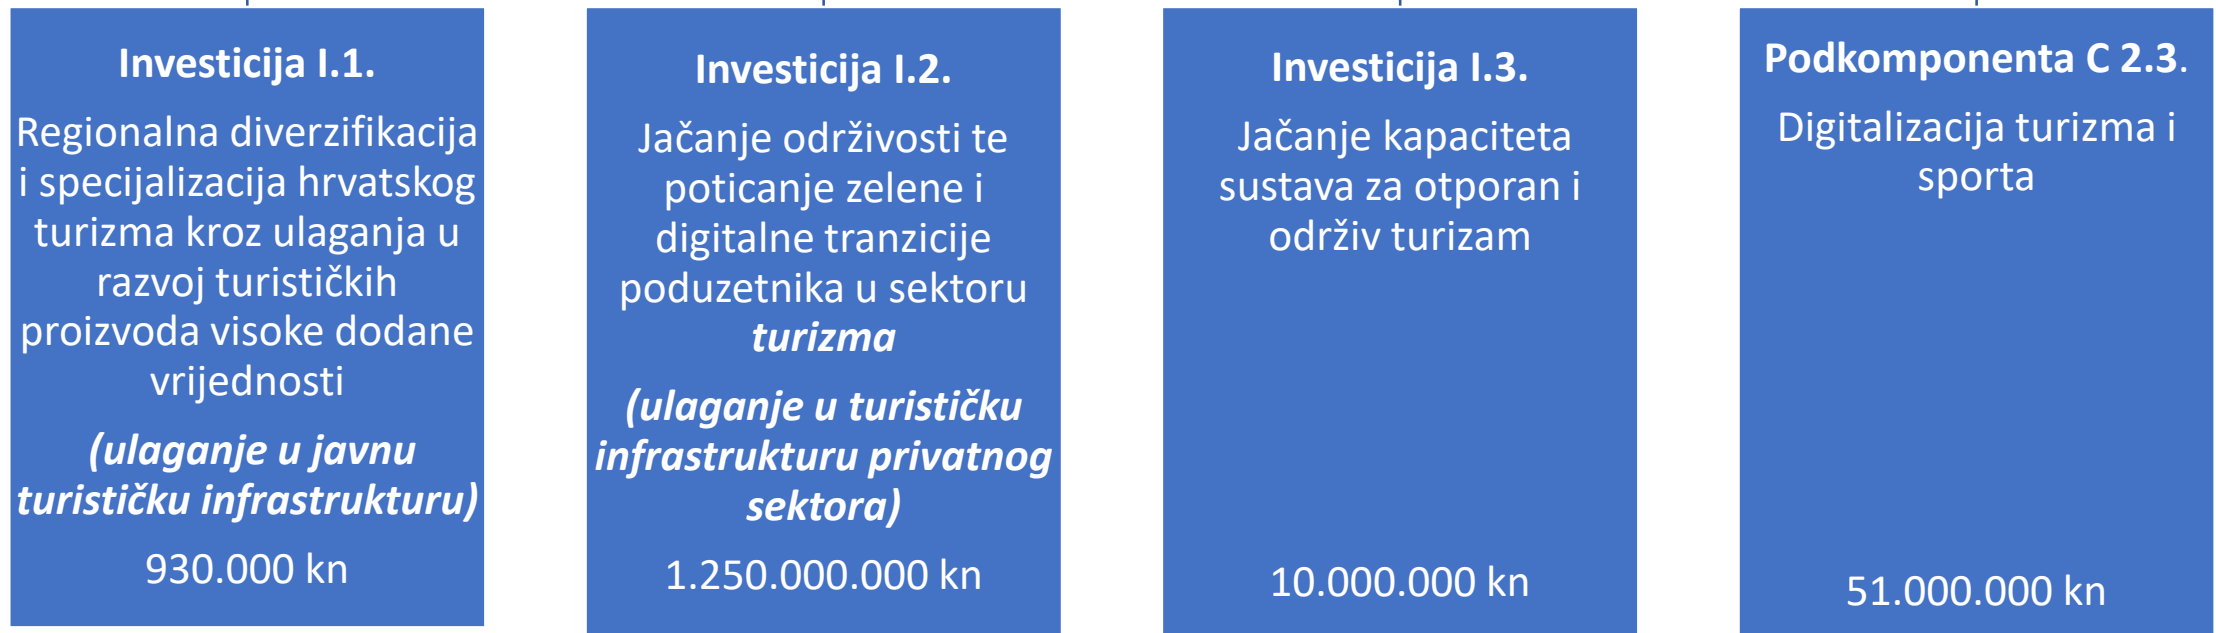 Investicija I.1.
Regionalna diverzifikacija
i specijalizacija hrvatskog
turizma kroz ulaganja u
razvoj turističkih
proizvoda visoke dodane
vrijednosti
(ulaganje u javnu
turističku infrastrukturu)
930.000 kn
Investicija I.2.
Jačanje održivosti te
poticanje zelene i
digitalne tranzicije
poduzetnika u sektoru
turizma
(ulaganje u turističku
infrastrukturu privatnog
sektora)
1.250.000.000 kn
Investicija I.3.
Jačanje kapaciteta
sustava za otporan i
održiv turizam
10.000.000 kn
Podkomponenta C 2.3.
Digitalizacija turizma i
sporta
51.000.000 kn